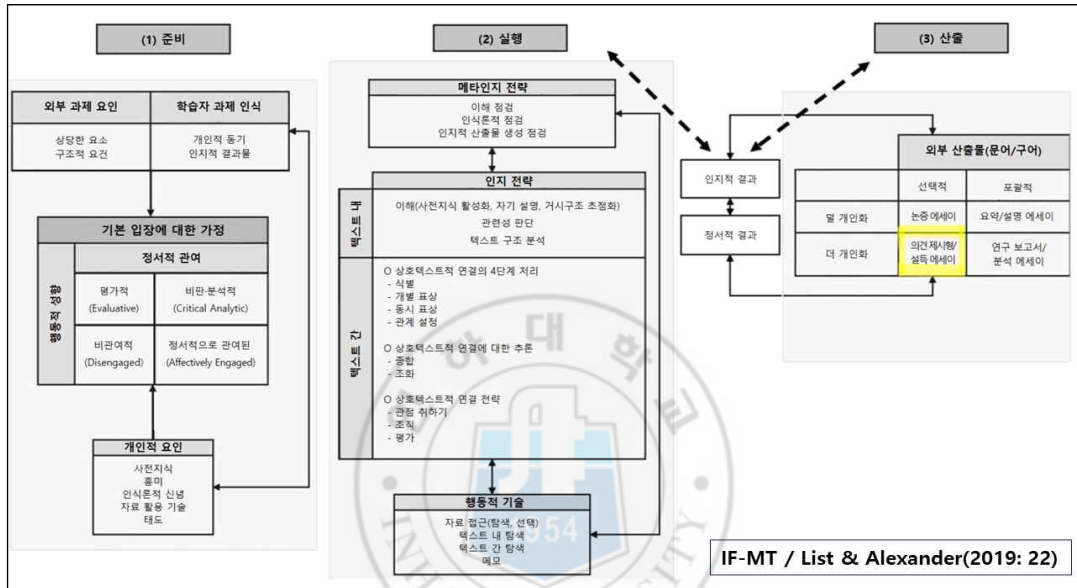 (1) 준비
(2) 실행
(3) 산출
외부 과제 요인
학습자 과제 인식
상당한 요소
구조적 요건
개인적 동기
인지적 결과물
기본 입장에 대한 가정
정서적 관여
행동적 성향
평가적
(Evaluative)
비판·분석적
(Critical Analytic)
비관여적
(Disengaged)
정서적으로 관여된
(Affectively Engaged)
개인적 요인
사전지식
흥미
인식론적 신념
자료 활용 기술
태도
메타인지 전략
이해 점검
인식론적 점검
인지적 산출물 생성 점검
인지 전략
텍스트 내
이해(사전지식 활성화, 자기 설명, 거시구조 초점화)
관련성 판단
텍스트 구조 분석
텍스트 간
O 상호텍스트적 연결의 4단계 처리
- 식별
- 개별 표상
- 동시 표상
- 관계 설정
O 상호텍스트적 연결에 대한 추론
- 종합
- 조화
O 상호텍스트적 연결 전략
- 관점 취하기
- 조직
- 평가
행동적 기술
자료 접근(탐색, 선택)
텍스트 내 탐색
텍스트 간 탐색
메모
인지적 결과
정서적 결과
외부 산출물(문어/구어)
선택적
포괄적
덜 개인화
논증 에세이
요약/설명 에세이
더 개인화
의견 제시형/
설득 에세이
연구 보고서/
분석 에세이
하 대 학 교
1954
INH
UNIVERSITY
IF-MT / List & Alexander(2019: 22)